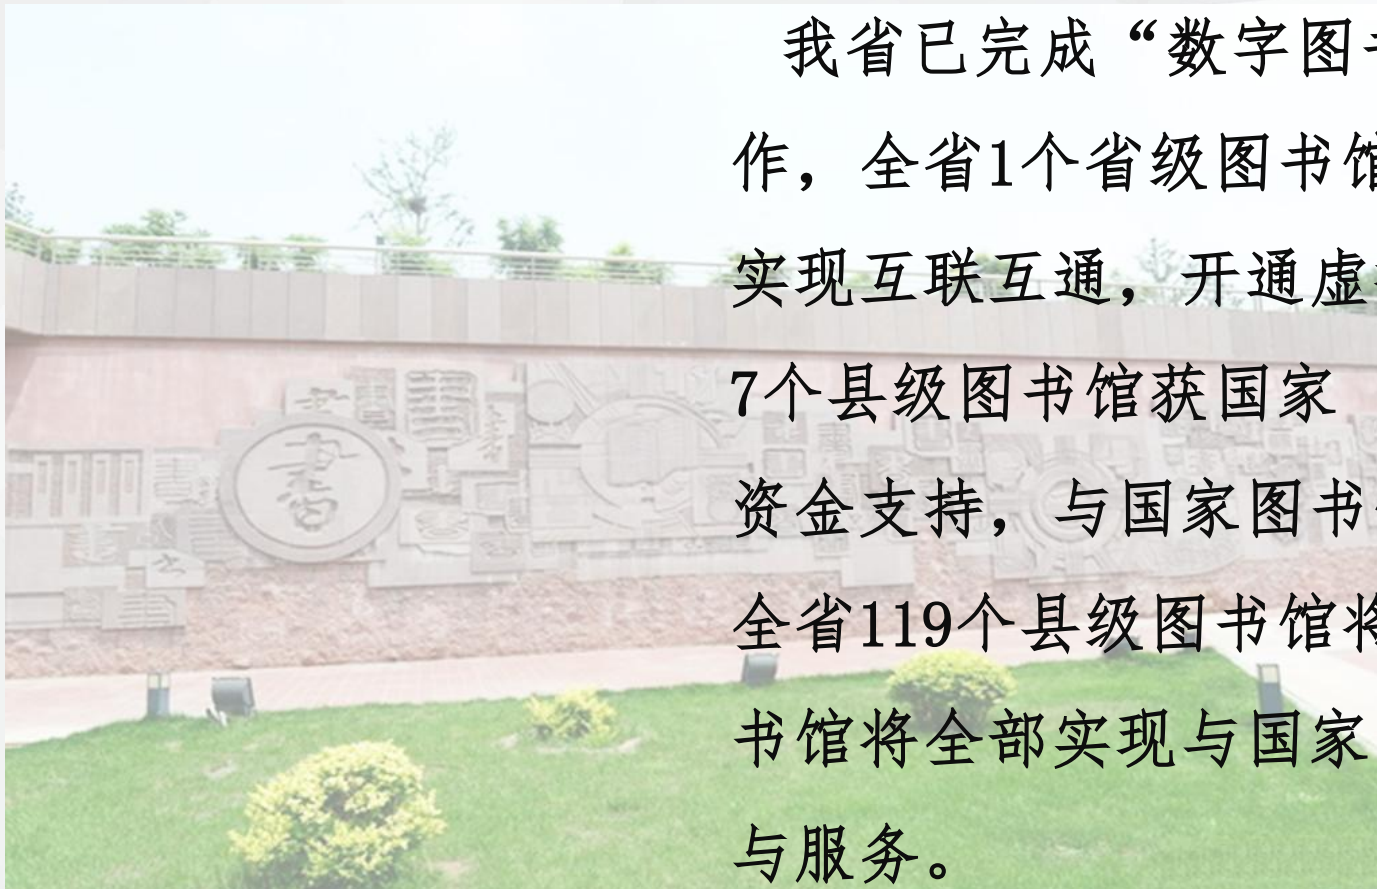 我省已完成“数字图
作，全省1个省级图书馆
实现互联互通，开通虚
7个县级图书馆获国家
资金支持，与国家图书
全省119个县级图书馆将
书馆将全部实现与国家
与服务。
書